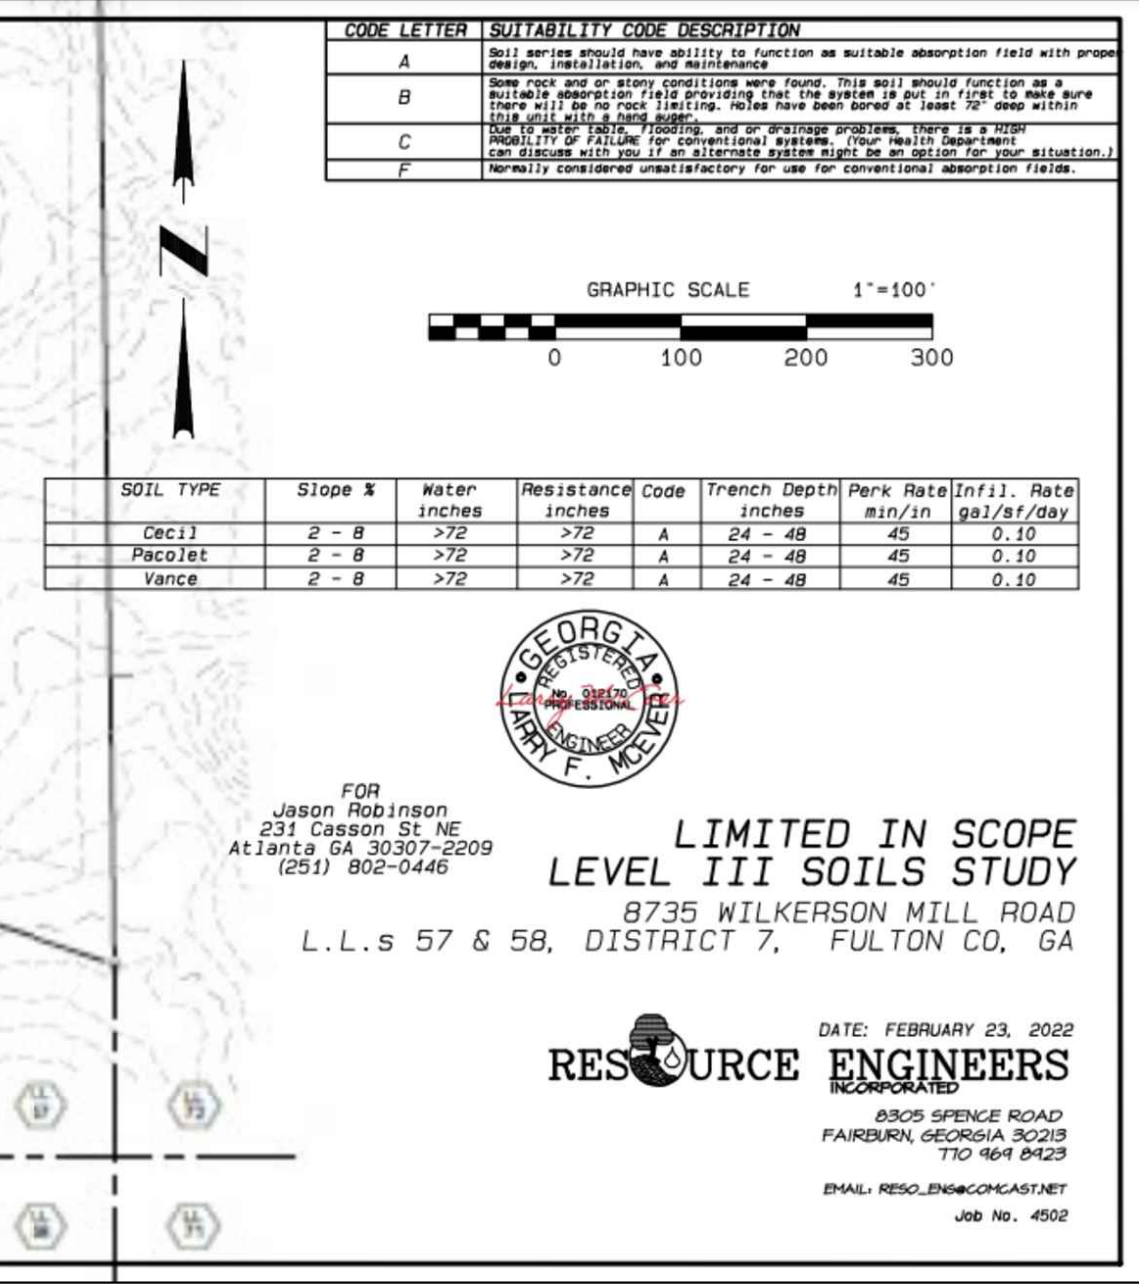 CODE LETTER SUITABILITY CODE DESCRIPTION
A Soil series should have ability to function as suitable absorption field with prope
design, installation, and maintenance
B Some rock and or stony conditions were found. This soil should function as a
suitable absorption field providing that the system is put in first to make sure
there will be no rock limiting. Holes have been bored at least 72" deep within
this unit with a hand auger.
C Due to water table, flooding, and or drainage problems, there is a HIGH
PROBILITY OF FAILURE for conventional systems. (Your Health Department
can discuss with you if an alternate system might be an option for your situation.)
F Normally considered unsatisfactory for use for conventional absorption fields.
N
GRAPHIC SCALE 1"=100'
0 100 200 300
SOIL TYPE Slope % Water inches Resistance inches Code Trench Depth inches Perk Rate min/in Infil. Rate gal/sf/day
Cecil 2 - 8 >72 >72 A 24 - 48 45 0.10
Pacolet 2 - 8 >72 >72 A 24 - 48 45 0.10
Vance 2 - 8 >72 >72 A 24 - 48 45 0.10
GEORGIA
REGISTERED
No. 012170
PROFESSIONAL
ENGINEER
LARRY F. MCEVER
FOR
Jason Robinson
231 Casson St NE
Atlanta GA 30307-2209
(251) 802-0446
LIMITED IN SCOPE
LEVEL III SOILS STUDY
8735 WILKERSON MILL ROAD
L.L.s 57 & 58, DISTRICT 7, FULTON CO, GA
DATE: FEBRUARY 23, 2022
RESOURCE ENGINEERS
INCORPORATED
8305 SPENCE ROAD
FAIRBURN, GEORGIA 30213
770 969 8923
EMAIL: RESO_ENG@COMCAST.NET
Job No. 4502